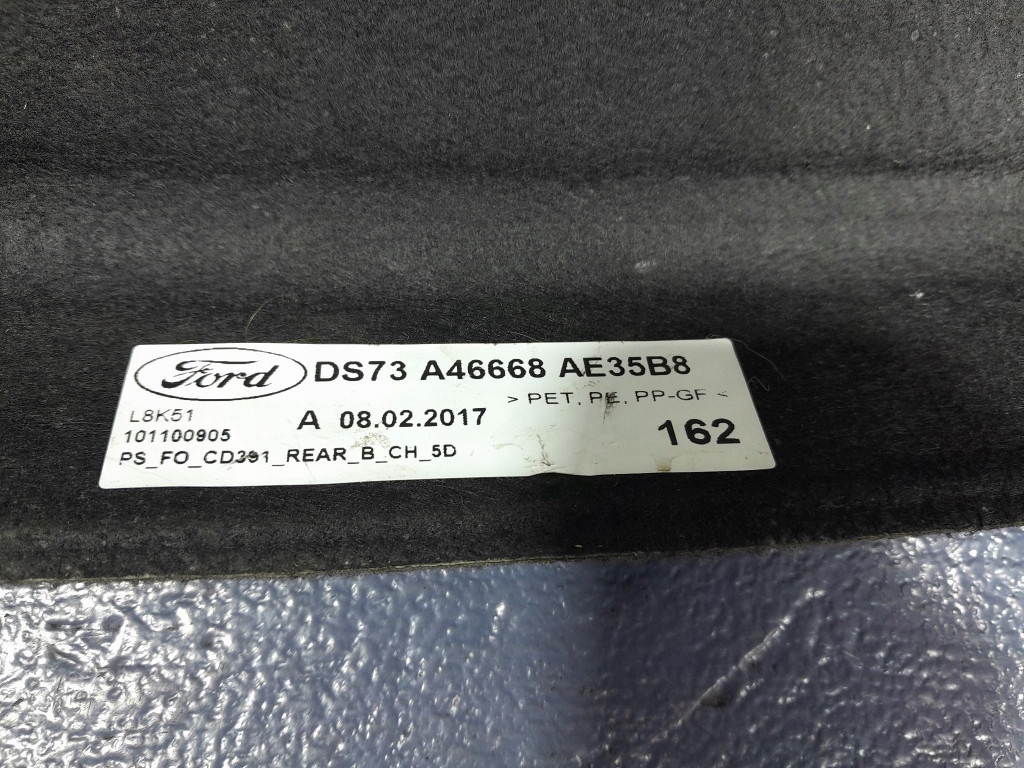 Ford DS73 A46668 AE35B8
> PET, PE, PP-GF <
L8K51
A 08.02.2017
162
101100905
PS_FO_CD391_REAR_B_CH_5D